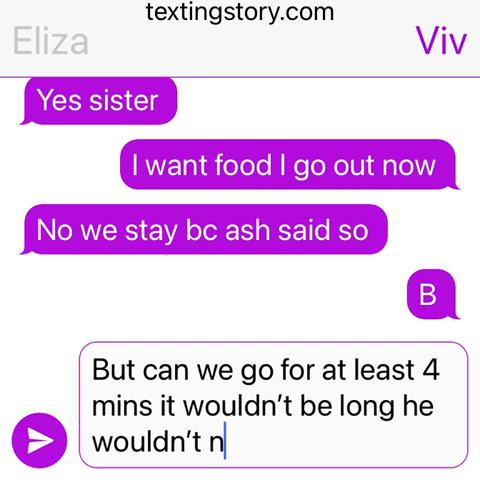 textingstory.com
Eliza
Viv
Yes sister
I want food I go out now
No we stay bc ash said so
B
But can we go for at least 4
mins it wouldn’t be long he
wouldn’t n